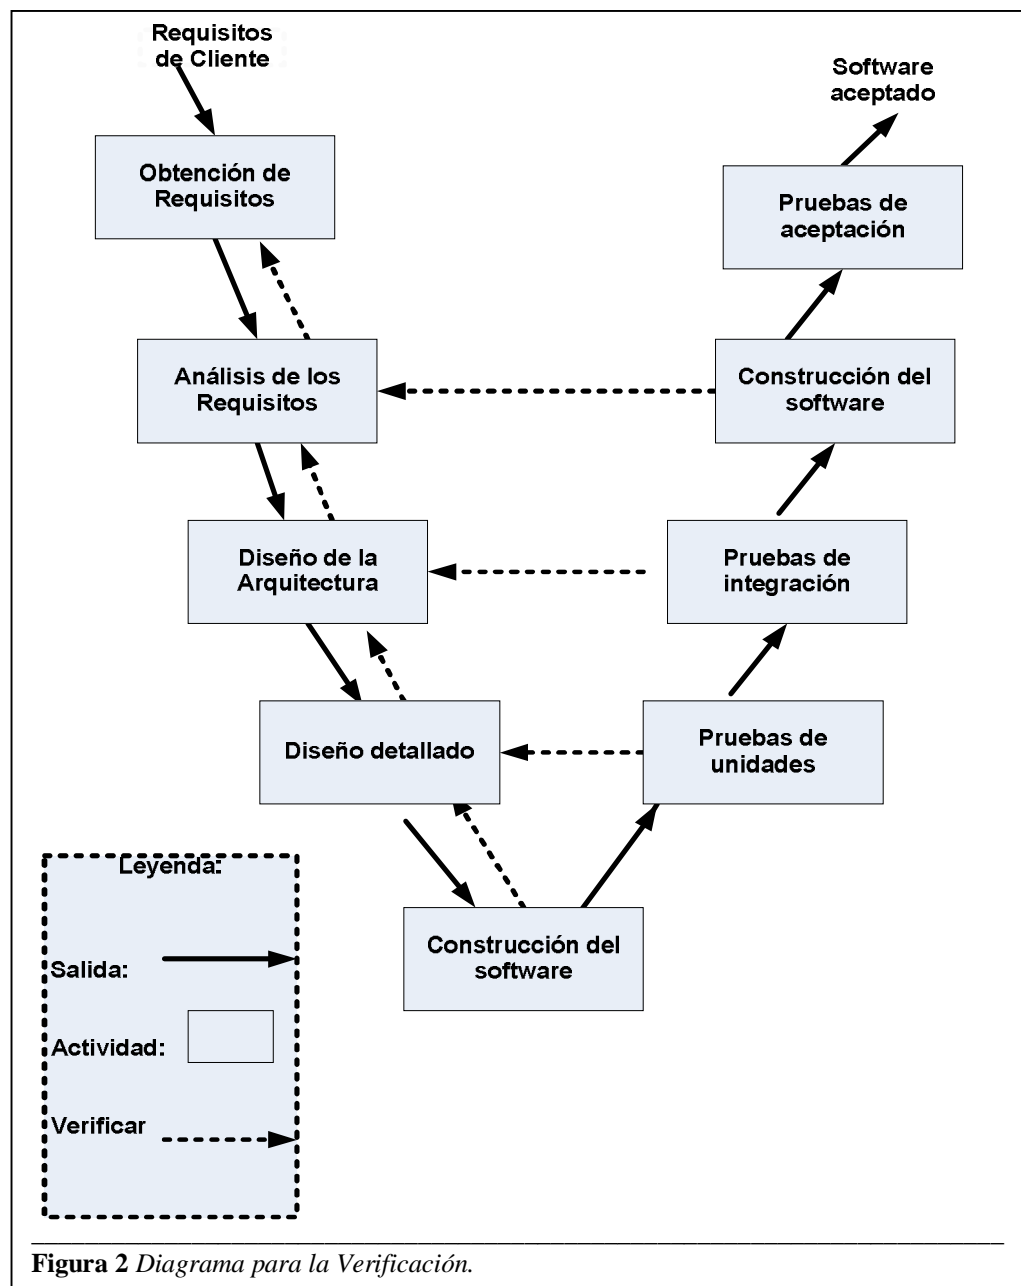 Requisitos
de Cliente
Software
aceptado
Obtención de
Requisitos
Pruebas de
aceptación
Análisis de los
Requisitos
Construcción del
software
Diseño de la
Arquitectura
Pruebas de
integración
Diseño detallado
Pruebas de
unidades
Construcción del
software
Leyenda:
Salida:
Actividad:
Verificar
Figura 2 Diagrama para la Verificación.